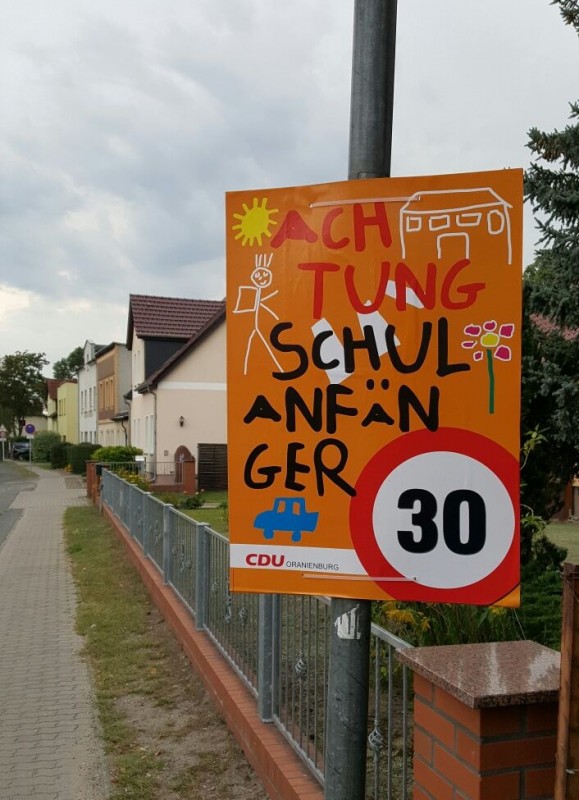 ACH
TUNG
SCHUL
ANFÄN
GER
30
CDU ORANIENBURG